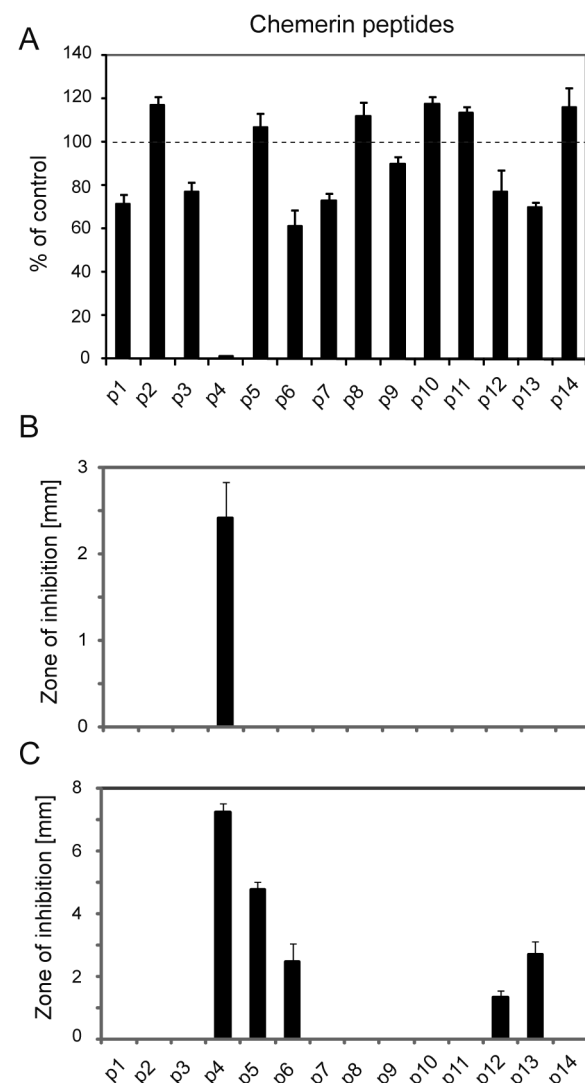 Chemerin peptides
A
% of control
140
120
100
80
60
40
20
0
p1 p2 p3 p4 p5 p6 p7 p8 p9 p10 p11 p12 p13 p14
B
Zone of inhibition [mm]
3
2
1
0
C
Zone of inhibition [mm]
8
6
4
2
0
p1 p2 p3 p4 p5 p6 p7 p8 p9 p10 p11 p12 p13 p14